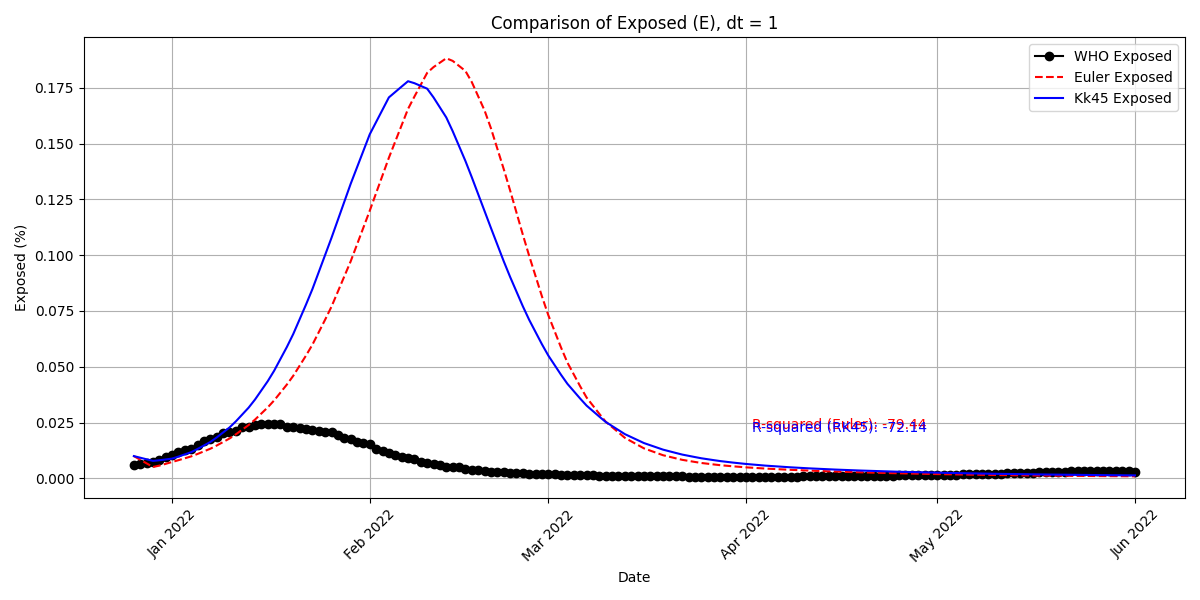 Comparison of Exposed (E), dt = 1
WHO Exposed
Euler Exposed
Kk45 Exposed
Exposed (%)
0.175
0.150
0.125
0.100
0.075
0.050
0.025
0.000
R-squared (Euler): -79.44
R-squared (RK45): -72.14
Jan 2022
Feb 2022
Mar 2022
Apr 2022
May 2022
Jun 2022
Date